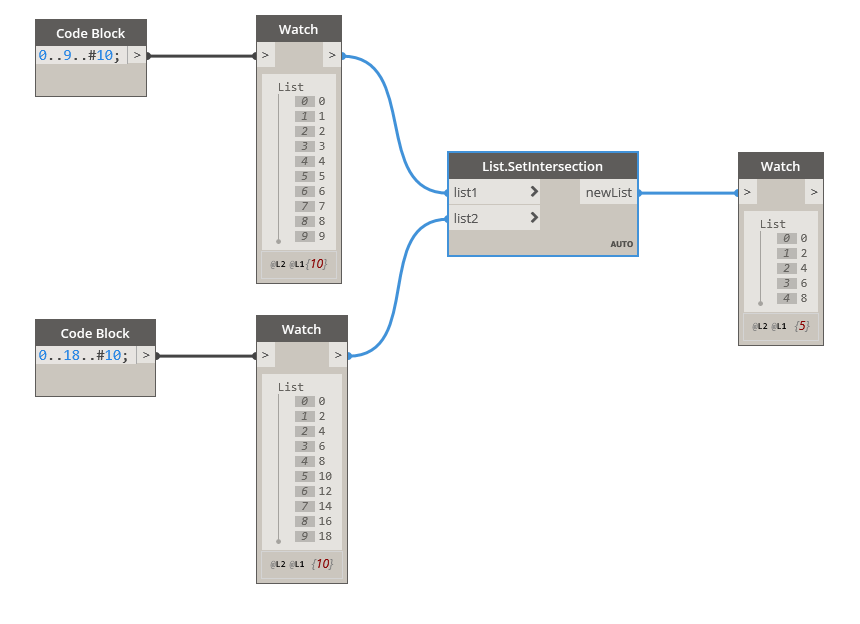 Code Block
0..9..#10; >
Watch
> >
List
0 0
1 1
2 2
3 3
4 4
5 5
6 6
7 7
8 8
9 9
@L2 @L1 {10}
List.SetIntersection
list1 > newList
list2 >
AUTO
Watch
> >
List
0 0
1 2
2 4
3 6
4 8
@L2 @L1 {5}
Code Block
0..18..#10; >
Watch
> >
List
0 0
1 2
2 4
3 6
4 8
5 10
6 12
7 14
8 16
9 18
@L2 @L1 {10}